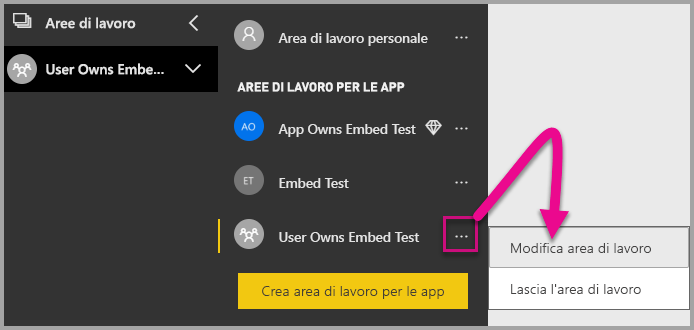 Aree di lavoro
User Owns Embe...
Area di lavoro personale
AREE DI LAVORO PER LE APP
AO App Owns Embed Test
ET Embed Test
User Owns Embed Test
Crea area di lavoro per le app
Modifica area di lavoro
Lascia l'area di lavoro